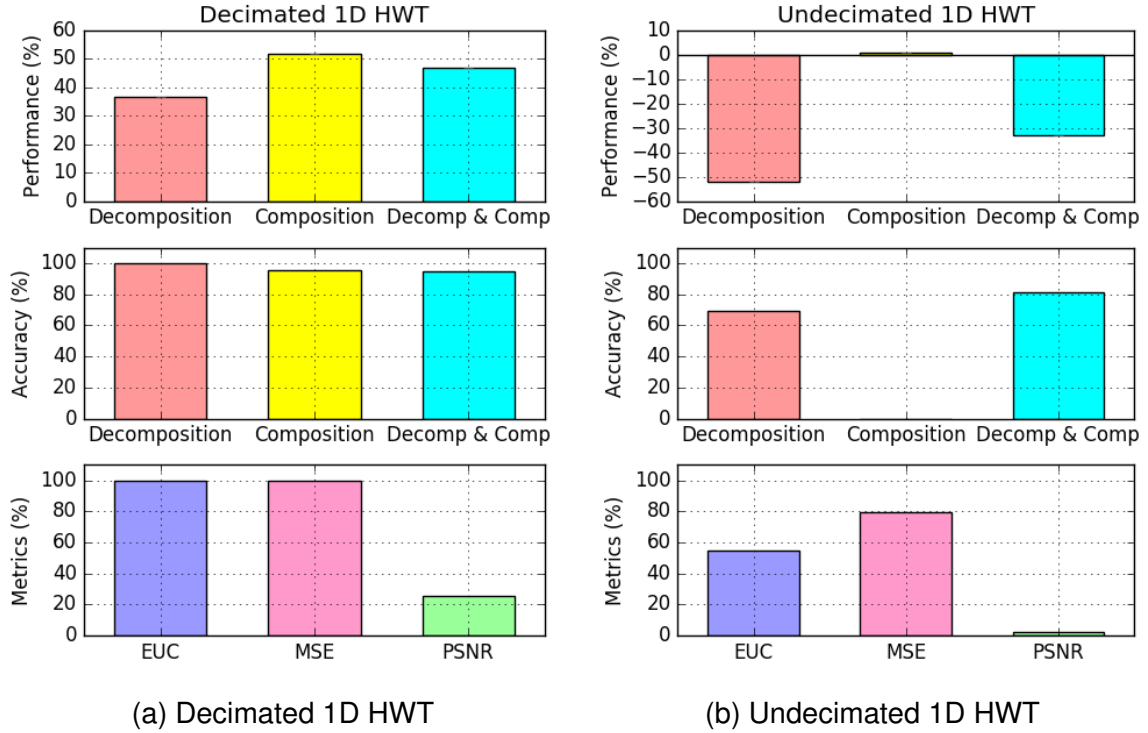 Decimated 1D HWT
Performance (%)
60
50
40
30
20
10
0
Decomposition Composition Decomp & Comp
Accuracy (%)
100
80
60
40
20
0
Decomposition Composition Decomp & Comp
Metrics (%)
100
80
60
40
20
0
EUC MSE PSNR
(a) Decimated 1D HWT
Undecimated 1D HWT
Performance (%)
10
0
−10
−20
−30
−40
−50
−60
Decomposition Composition Decomp & Comp
Accuracy (%)
100
80
60
40
20
0
Decomposition Composition Decomp & Comp
Metrics (%)
100
80
60
40
20
0
EUC MSE PSNR
(b) Undecimated 1D HWT